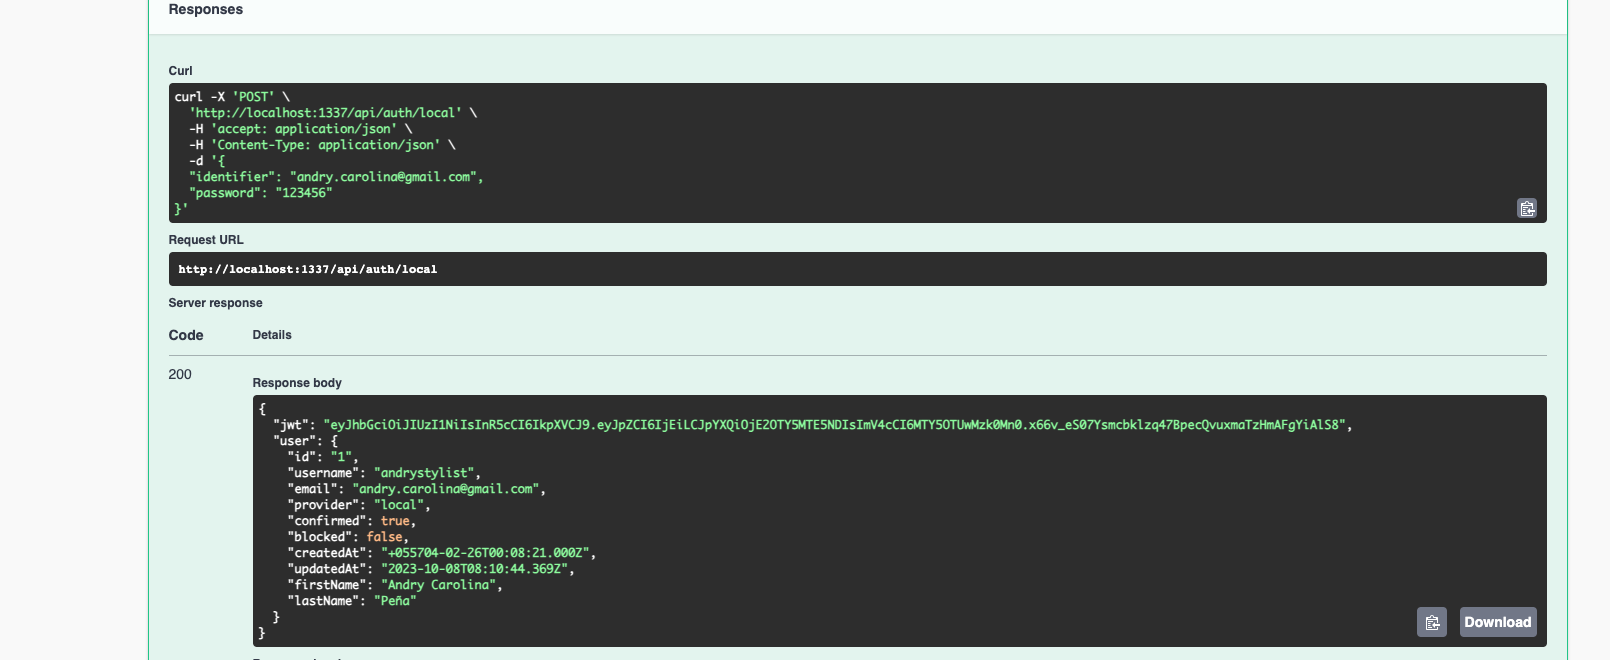 Responses
Curl
curl -X 'POST' \
'http://localhost:1337/api/auth/local' \
-H 'accept: application/json' \
-H 'Content-Type: application/json' \
-d '{
"identifier": "andry.carolina@gmail.com",
"password": "123456"
}'
Request URL
http://localhost:1337/api/auth/local
Server response
Code Details
200
Response body
{
"jwt": "eyJhbGciOiJIUzI1NiIsInR5cCI6IkpXVCJ9.eyJpZCI6IjEiLCJpYXQiOjE2OTY5MTE5NDIsImV4cCI6MTY5OTUwMzk0Mn0.x66v_eS07Ysmcbklzq47BpecQvuxmaTzHmAFgYiAlS8",
"user": {
"id": "1",
"username": "andrystylist",
"email": "andry.carolina@gmail.com",
"provider": "local",
"confirmed": true,
"blocked": false,
"createdAt": "+055704-02-26T00:08:21.000Z",
"updatedAt": "2023-10-08T08:10:44.369Z",
"firstName": "Andry Carolina",
"lastName": "Peña"
}
}
Download